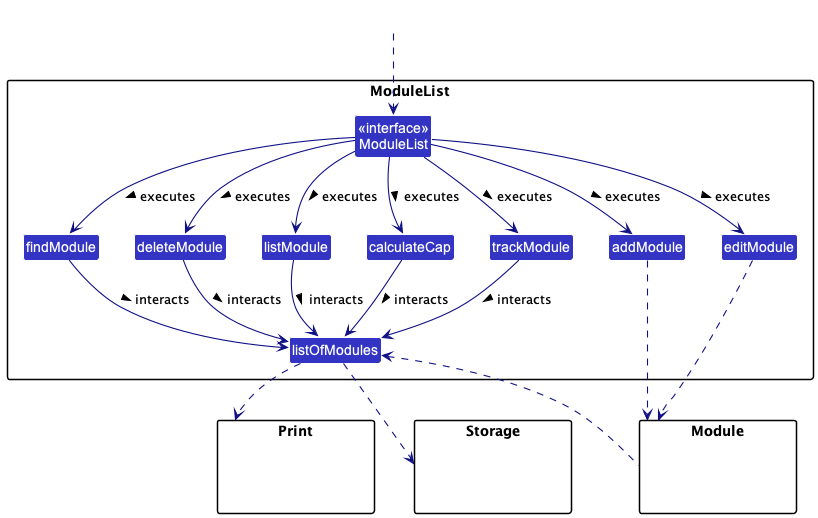 ModuleList
«interface»
ModuleList
executes
executes
executes
executes
executes
executes
executes
findModule
deleteModule
listModule
calculateCap
trackModule
addModule
editModule
interacts
interacts
interacts
interacts
interacts
listOfModules
Print
Storage
Module